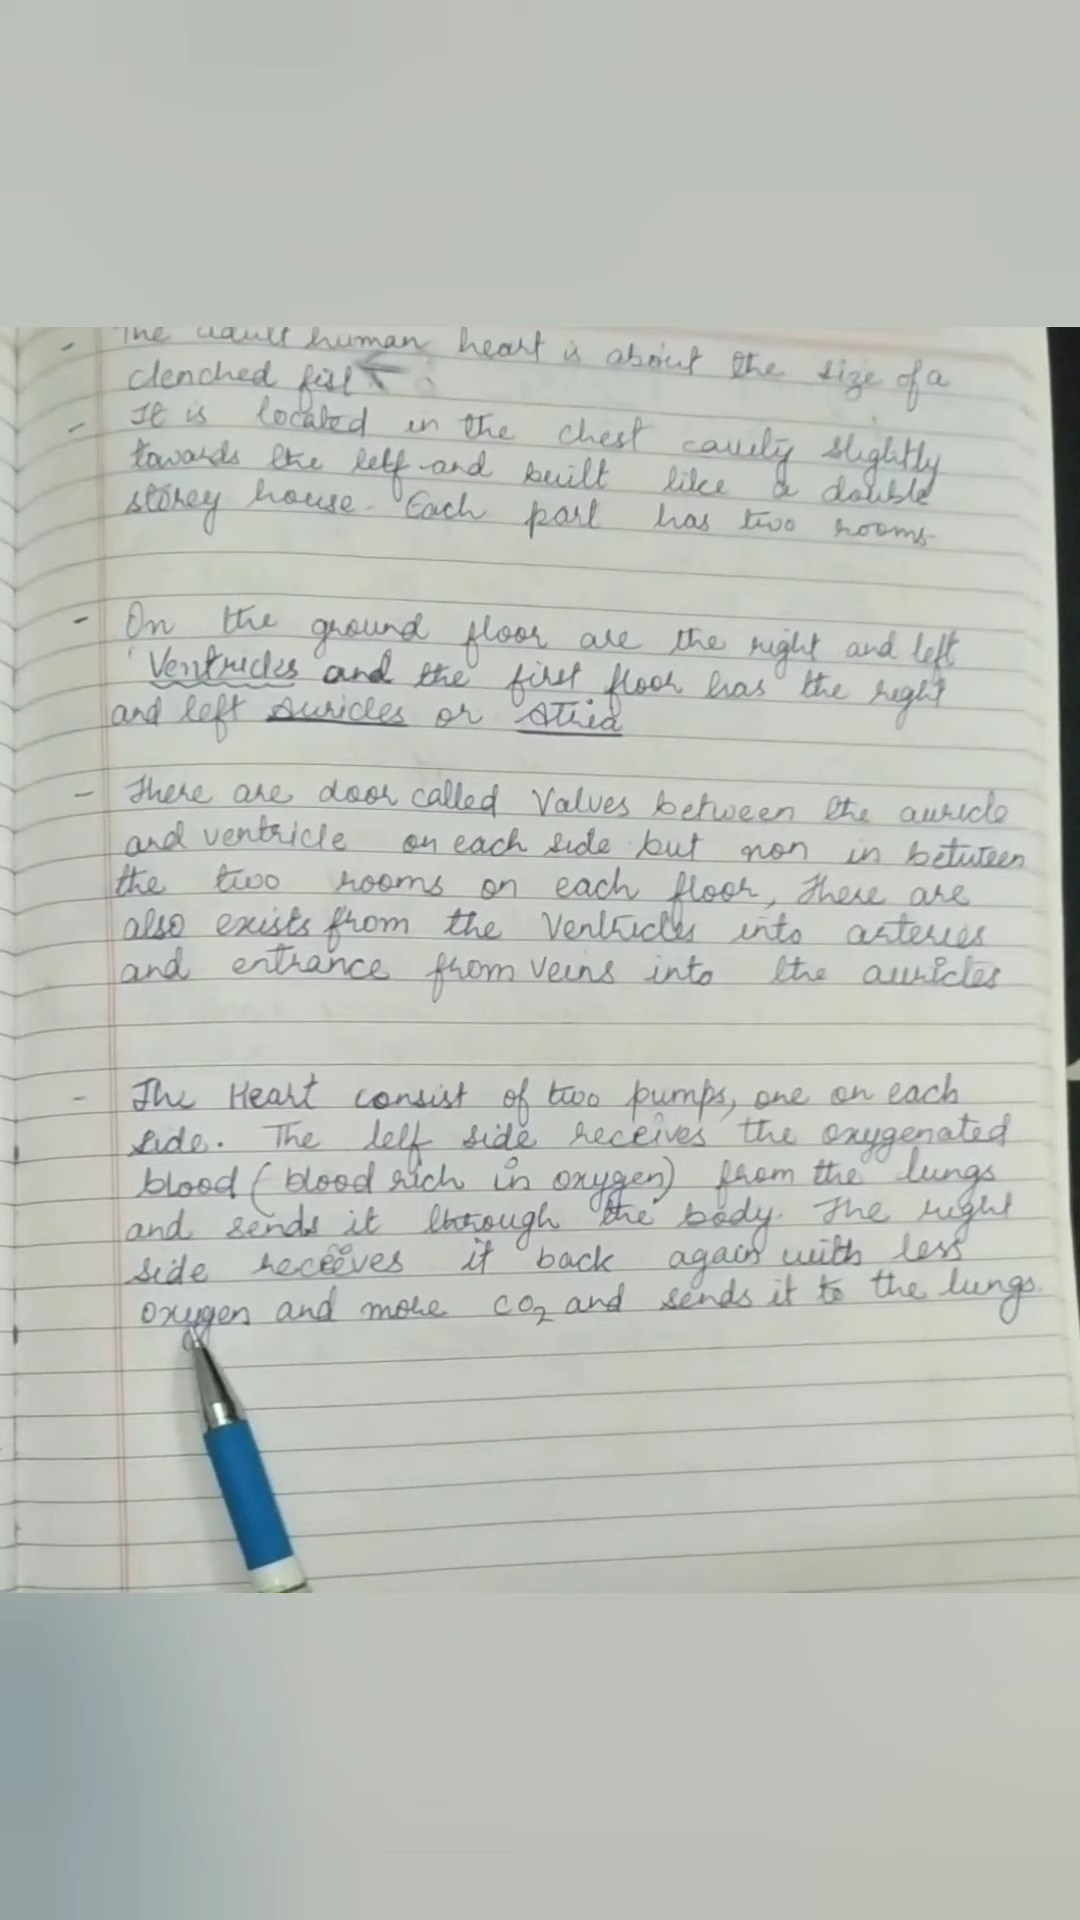 - The adult human heart is about the size of a
clenched fist
- It is located in the chest cavity slightly
towards the left and built like a double
storey house. Each part has two rooms.
- On the ground floor are the right and left
Ventricles and the first floor has the right
and left auricles or Atria
- There are door called Valves between the auricle
and ventricle on each side but non in between
the two rooms on each floor, There are
also exists from the Ventricles into arteries
and entrance from veins into the auricles
- The Heart consist of two pumps, one on each
side. The left side receives the oxygenated
blood (blood rich in oxygen) from the lungs
and sends it through the body. The right
side receives it back again with less
oxygen and more CO2 and sends it to the lungs.